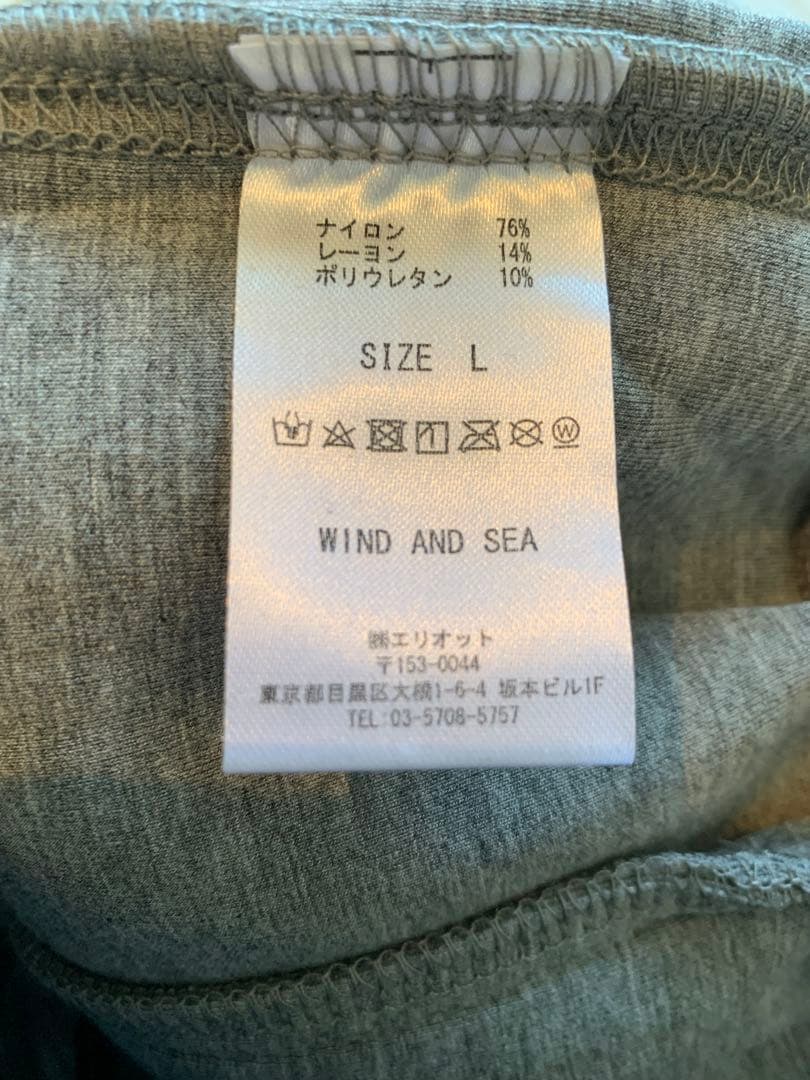 ナイロン 76%
レーヨン 14%
ポリウレタン 10%
SIZE L
W
WIND AND SEA
㈱エリオット
〒153-0044
東京都目黒区大橋1-6-4 坂本ビル1F
TEL:03-5708-5757